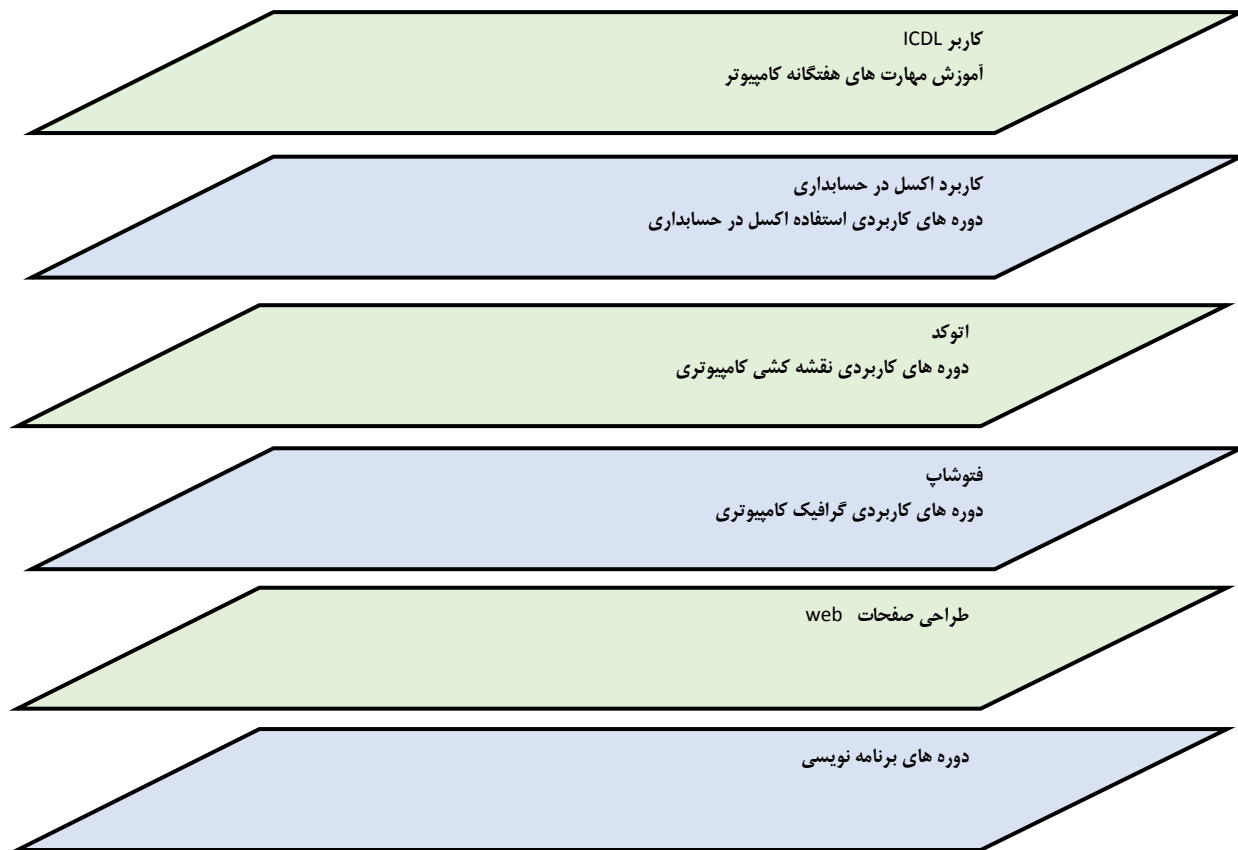 کاربر ICDL
آموزش مهارت های هفتگانه کامپیوتر
کاربرد اکسل در حسابداری
دوره های کاربردی استفاده اکسل در حسابداری
اتوکد
دوره های کاربردی نقشه کشی کامپیوتری
فتوشاپ
دوره های کاربردی گرافیک کامپیوتری
طراحی صفحات web
دوره های برنامه نویسی